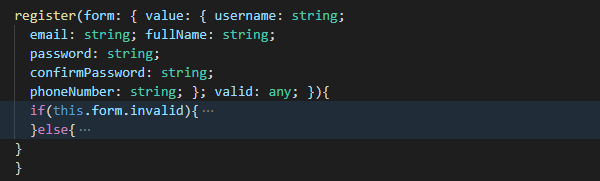 register(form: { value: { username: string;
email: string; fullName: string;
password: string;
confirmPassword: string;
phoneNumber: string; }; valid: any; }){
if(this.form.invalid){ ···
}else{ ···
}
}